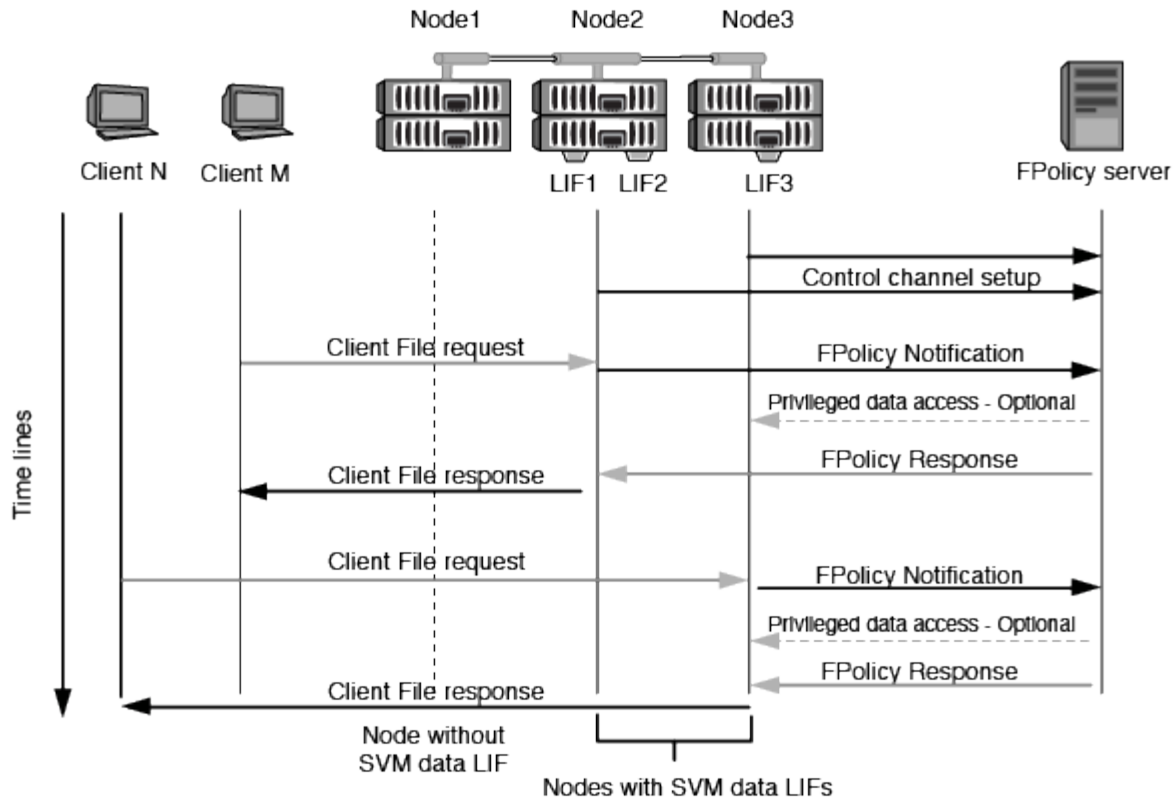 Node1
Node2
Node3
Client N
Client M
LIF1
LIF2
LIF3
FPolicy server
Control channel setup
Client File request
FPolicy Notification
Privileged data access - Optional
FPolicy Response
Client File response
Client File request
FPolicy Notification
Privileged data access - Optional
FPolicy Response
Client File response
Time lines
Node without
SVM data LIF
Nodes with SVM data LIFs